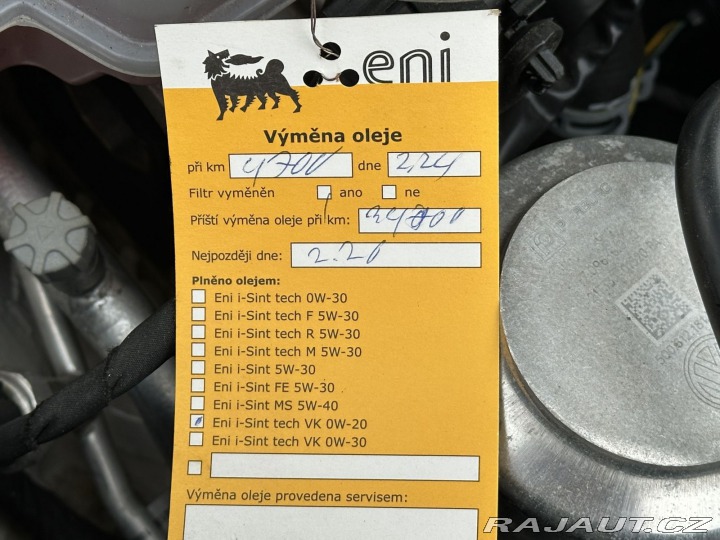 eni
Výměna oleje
při km 4700 dne 2.24
Filtr vyměněn ano ne
Příští výměna oleje při km: 34700
Nejpozději dne: 2.26
Plněno olejem:
Eni i-Sint tech 0W-30
Eni i-Sint tech F 5W-30
Eni i-Sint tech R 5W-30
Eni i-Sint tech M 5W-30
Eni i-Sint 5W-30
Eni i-Sint FE 5W-30
Eni i-Sint MS 5W-40
Eni i-Sint tech VK 0W-20
Eni i-Sint tech VK 0W-30
Výměna oleje provedena servisem:
RAJAUT.CZ